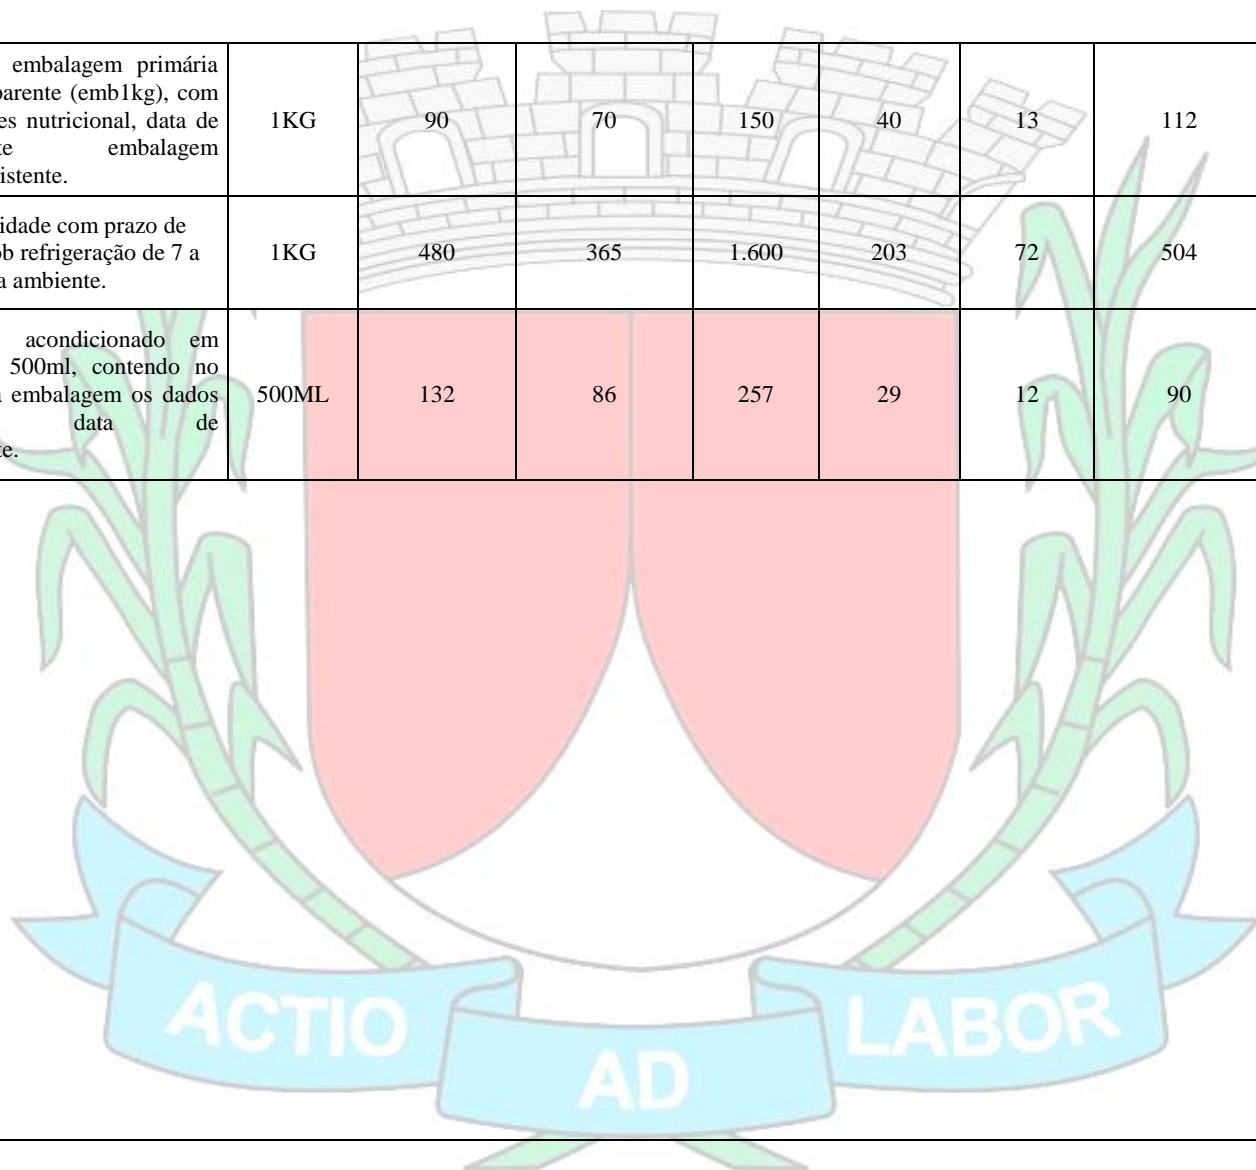 embalagem primária
parente (emb1kg), com
es nutricional, data de
te embalagem
istente.
1KG 90 70 150 40 13 112
idade com prazo de
ob refrigeração de 7 a
a ambiente.
1KG 480 365 1.600 203 72 504
acondicionado em
500ml, contendo no
a embalagem os dados
data de
te.
500ML 132 86 257 29 12 90
ACTIO
AD
LABOR